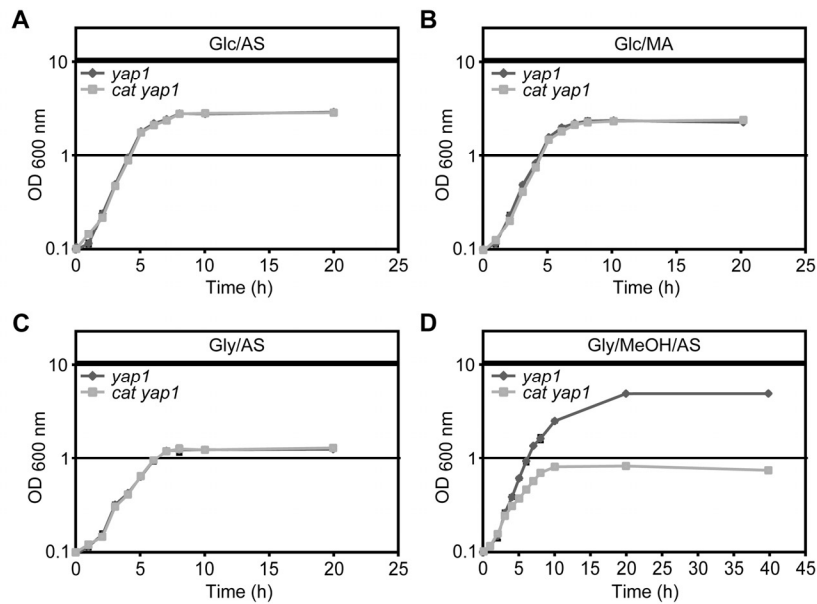 A
Glc/AS
10
yap1
cat yap1
OD 600 nm
1
0.1
0 5 10 15 20 25
Time (h)
B
Glc/MA
10
yap1
cat yap1
OD 600 nm
1
0.1
0 5 10 15 20 25
Time (h)
C
Gly/AS
10
yap1
cat yap1
OD 600 nm
1
0.1
0 5 10 15 20 25
Time (h)
D
Gly/MeOH/AS
10
yap1
cat yap1
OD 600 nm
1
0.1
0 5 10 15 20 25 30 35 40 45
Time (h)